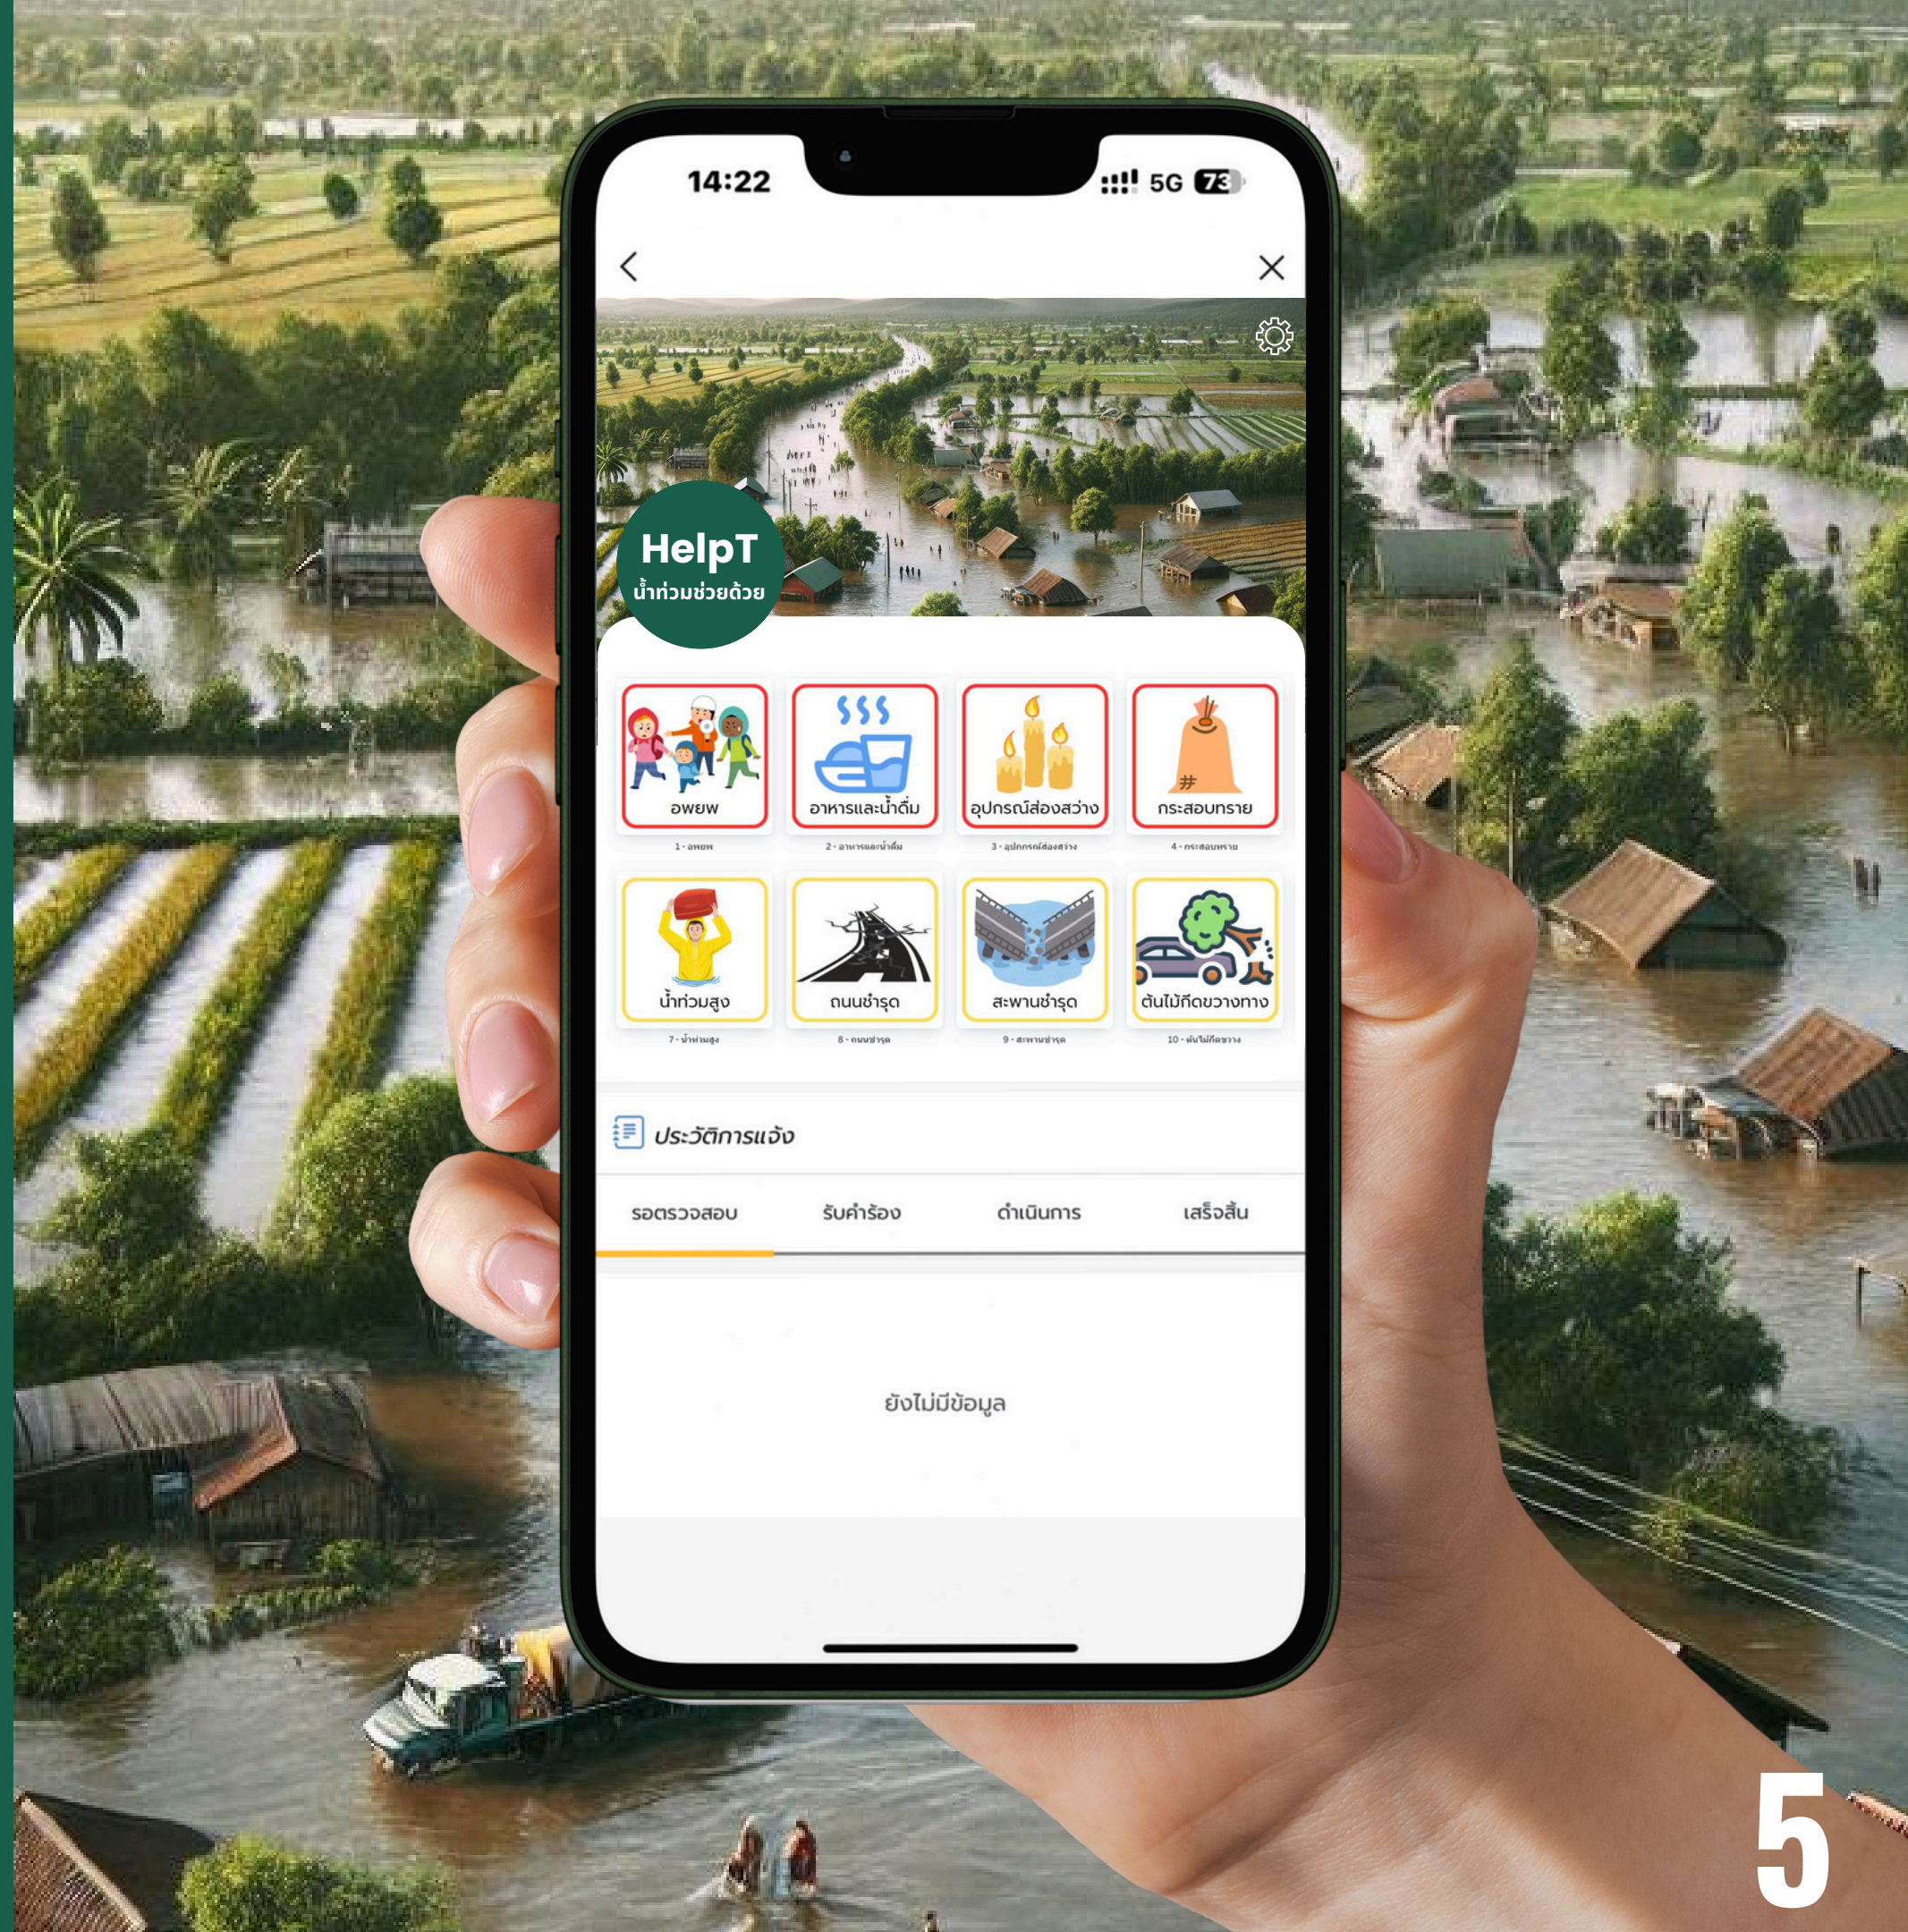 14:22
5G 73
HelpT
น้ำท่วมช่วยด้วย
อพยพ
อาหารและน้ำดื่ม
อุปกรณ์ส่องสว่าง
#
กระสอบทราย
1 - อพยพ
2 - อาหารและน้ำดื่ม
3 - อุปกกรณ์ส่องสว่าง
4 - กระสอบทราย
น้ำท่วมสูง
ถนนชำรุด
สะพานชำรุด
ต้นไม้กีดขวางทาง
7 - น้ำท่วมสูง
8 - ถนนชำรุด
9 - สะพานชำรุด
10 - ต้นไม้กีดขวาง
ประวัติการแจ้ง
รอตรวจสอบ
รับคำร้อง
ดำเนินการ
เสร็จสิ้น
ยังไม่มีข้อมูล
5